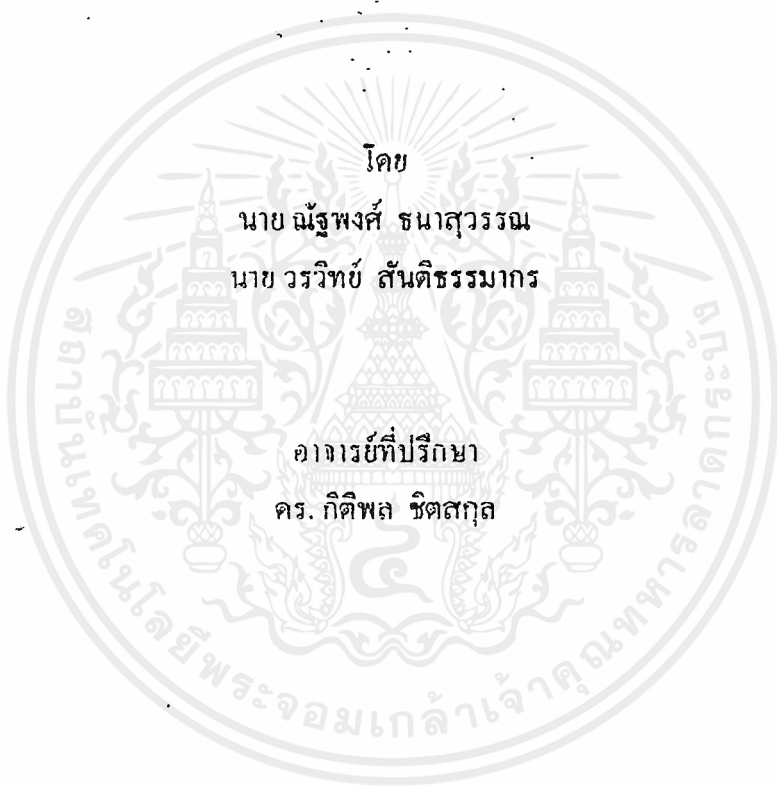 โดย
นาย ณัฐพงศ์ ธนาสุวรรณ
นาย วรวิทย์ สันติธรรมากร
อาจารย์ที่ปรึกษา
ดร. กิติพล ชิตสกุล
สถาบันเทคโนโลยีพระจอมเกล้าเจ้าคุณทหารลาดกระบัง